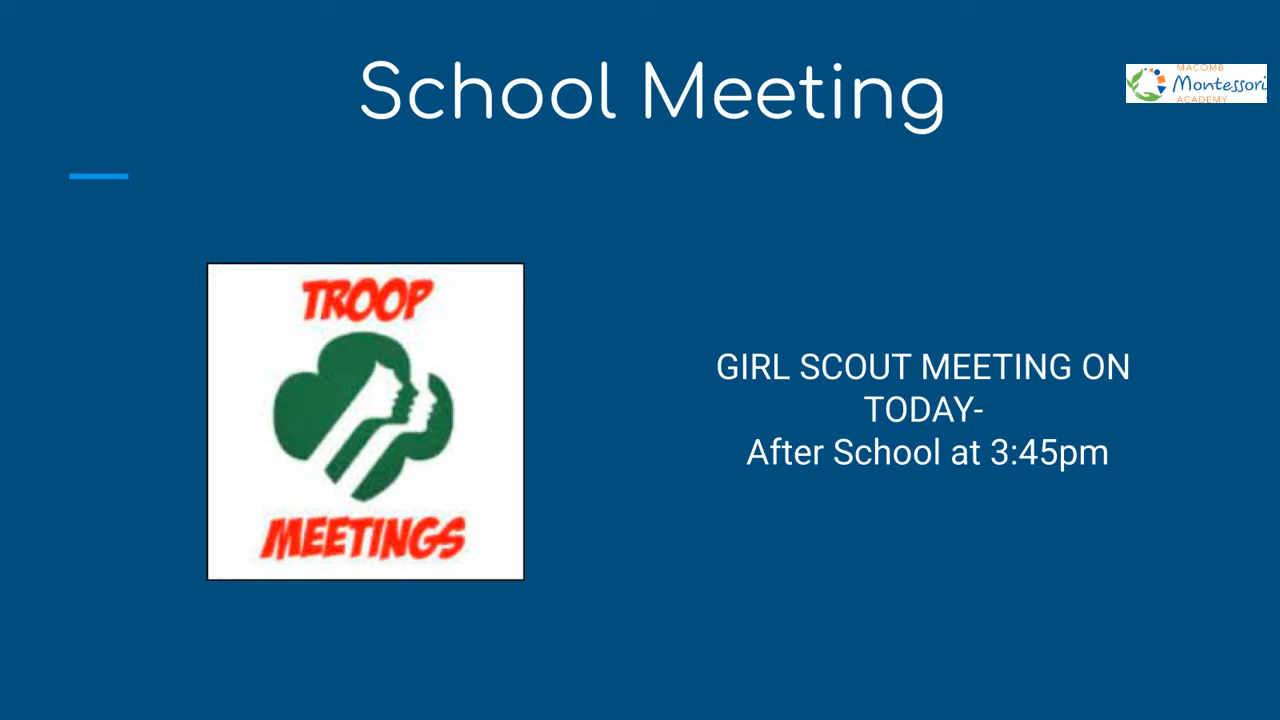 School Meeting
MACOMB
Montessori
ACADEMY
TROOP
MEETINGS
GIRL SCOUT MEETING ON
TODAY-
After School at 3:45pm